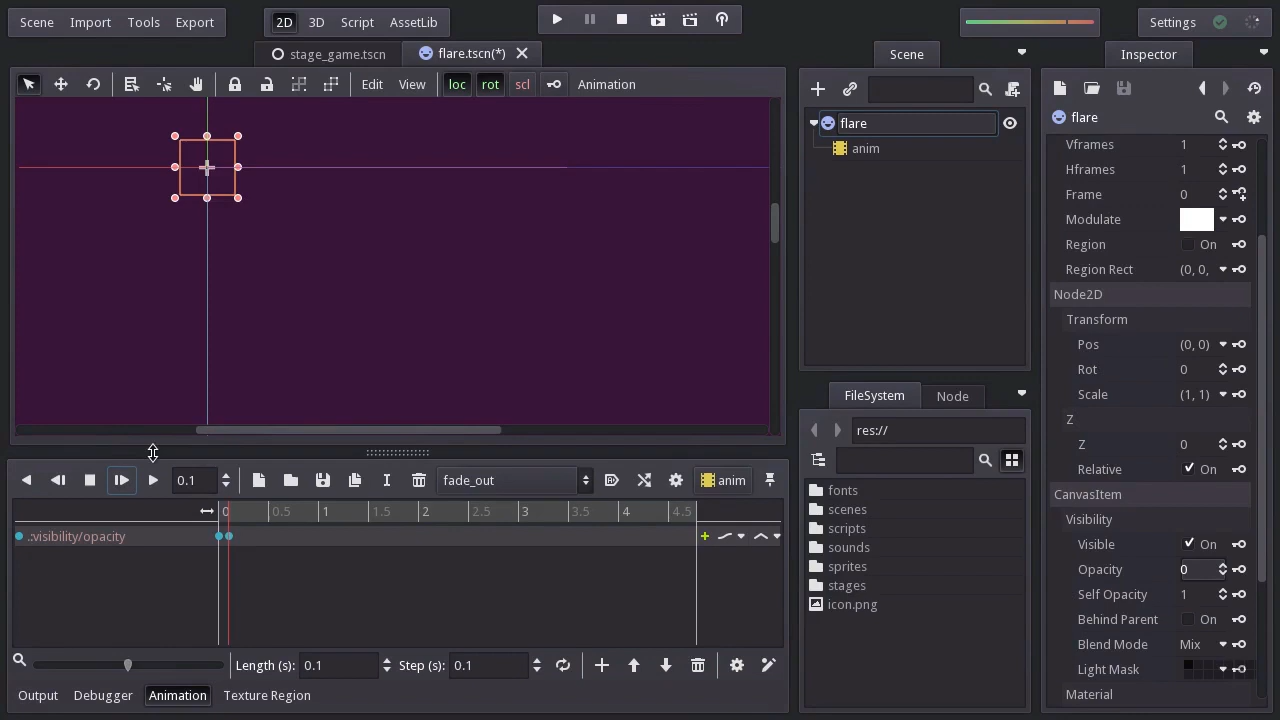 Scene Import Tools Export 2D 3D Script AssetLib Settings
stage_game.tscn flare.tscn(*) Scene Inspector
Edit View loc rot scl Animation
flare
anim
flare
Vframes 1
Hframes 1
Frame 0
Modulate
Region On
Region Rect (0, 0,
Node2D
Transform
Pos (0, 0)
Rot 0
Scale (1, 1)
Z
Z 0
Relative On
CanvasItem
Visibility
Visible On
Opacity 0
Self Opacity 1
Behind Parent On
Blend Mode Mix
Light Mask
Material
FileSystem Node
res://
fonts
scenes
scripts
sounds
sprites
stages
icon.png
0.1 fade_out anim
0 0.5 1 1.5 2 2.5 3 3.5 4 4.5
.:visibility/opacity
Length (s): 0.1 Step (s): 0.1
Output Debugger Animation Texture Region